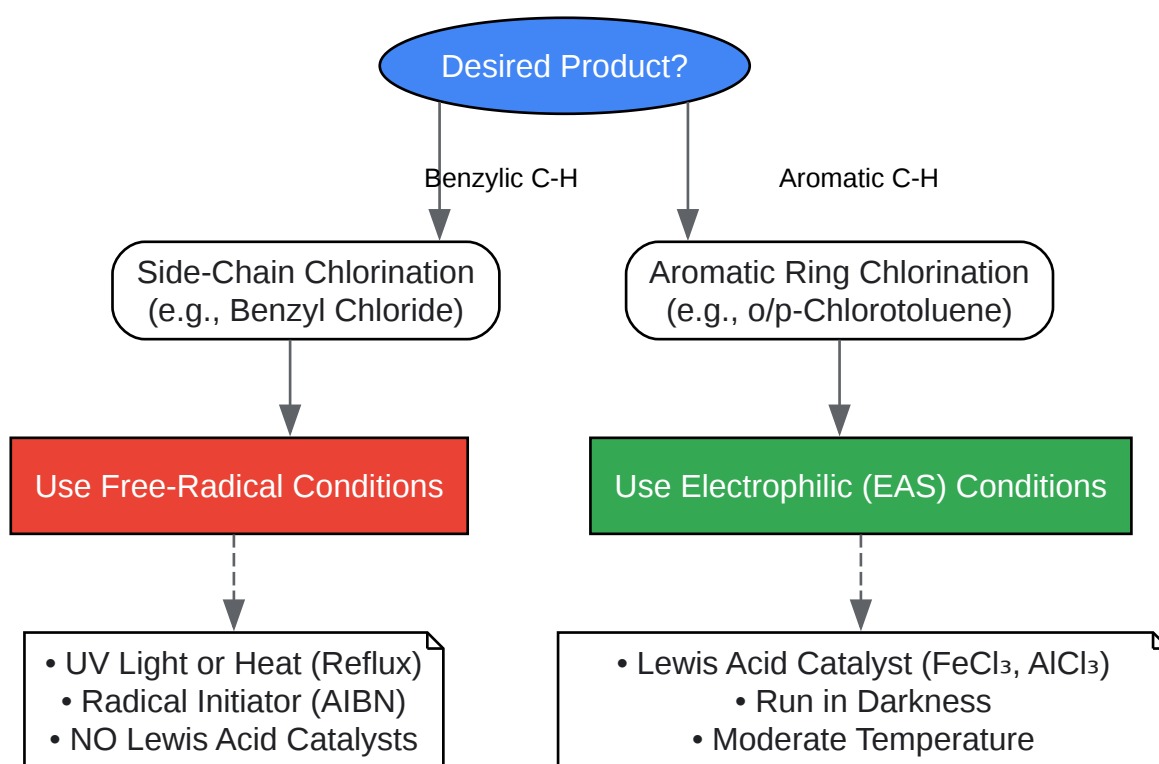 Desired Product?
Benzylic C-H
Aromatic C-H
Side-Chain Chlorination
(e.g., Benzyl Chloride)
Aromatic Ring Chlorination
(e.g., o/p-Chlorotoluene)
Use Free-Radical Conditions
Use Electrophilic (EAS) Conditions
• UV Light or Heat (Reflux)
• Radical Initiator (AIBN)
• NO Lewis Acid Catalysts
• Lewis Acid Catalyst (FeCl₃, AlCl₃)
• Run in Darkness
• Moderate Temperature